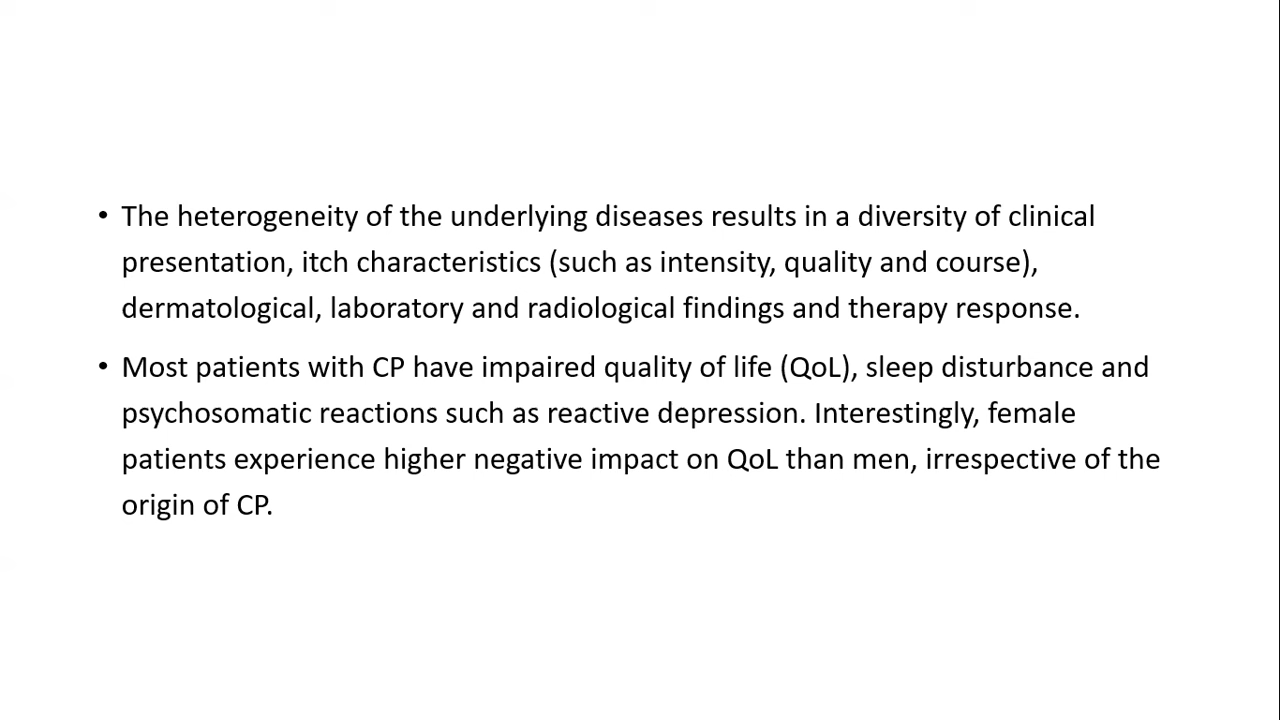 • The heterogeneity of the underlying diseases results in a diversity of clinical
presentation, itch characteristics (such as intensity, quality and course),
dermatological, laboratory and radiological findings and therapy response.
• Most patients with CP have impaired quality of life (QoL), sleep disturbance and
psychosomatic reactions such as reactive depression. Interestingly, female
patients experience higher negative impact on QoL than men, irrespective of the
origin of CP.